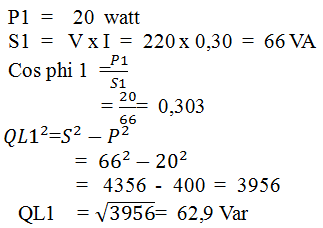 P1 = 20 watt
S1 = V x I = 220 x 0,30 = 66 VA
Cos phi 1 = P1/S1
= 20/66 = 0,303
QL1² = S² − P²
= 66² − 20²
= 4356 - 400 = 3956
QL1 = √3956 = 62,9 Var